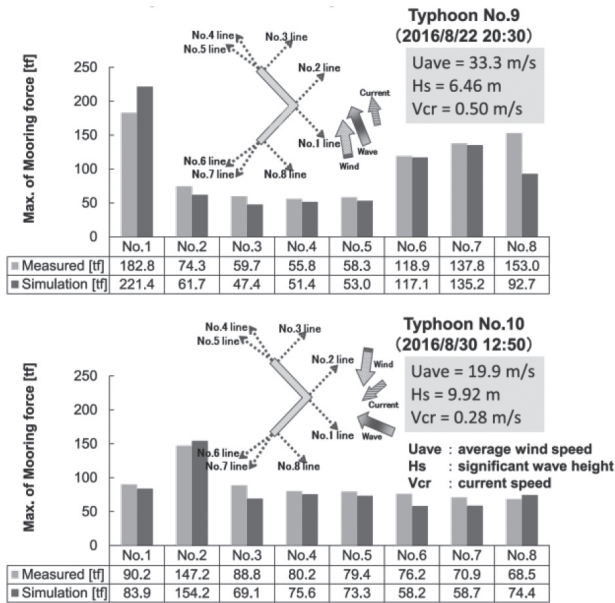 Typhoon No.9
(2016/8/22 20:30)
Uave = 33.3 m/s
Hs = 6.46 m
Vcr = 0.50 m/s
Max. of Mooring force [tf]
250
200
150
100
50
0
No.4 line
No.3 line
No.5 line
No.2 line
Current
No.1 line
Wave
Wind
No.6 line
No.7 line
No.8 line
No.1 No.2 No.3 No.4 No.5 No.6 No.7 No.8
Measured [tf] 182.8 74.3 59.7 55.8 58.3 118.9 137.8 153.0
Simulation [tf] 221.4 61.7 47.4 51.4 53.0 117.1 135.2 92.7
Typhoon No.10
(2016/8/30 12:50)
Uave = 19.9 m/s
Hs = 9.92 m
Vcr = 0.28 m/s
Uave : average wind speed
Hs : significant wave height
Vcr : current speed
Max. of Mooring force [tf]
250
200
150
100
50
0
No.4 line
No.3 line
No.5 line
No.2 line
Wind
Current
No.1 line
Wave
No.6 line
No.7 line
No.8 line
No.1 No.2 No.3 No.4 No.5 No.6 No.7 No.8
Measured [tf] 90.2 147.2 88.8 80.2 79.4 76.2 70.9 68.5
Simulation [tf] 83.9 154.2 69.1 75.6 73.3 58.2 58.7 74.4